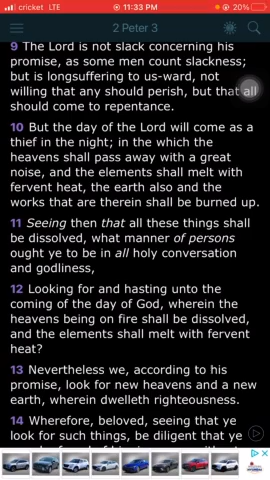 cricket LTE 11:33 PM 20%
2 Peter 3
9 The Lord is not slack concerning his
promise, as some men count slackness;
but is longsuffering to us-ward, not
willing that any should perish, but that all
should come to repentance.
10 But the day of the Lord will come as a
thief in the night; in the which the
heavens shall pass away with a great
noise, and the elements shall melt with
fervent heat, the earth also and the
works that are therein shall be burned up.
11 Seeing then that all these things shall
be dissolved, what manner of persons
ought ye to be in all holy conversation
and godliness,
12 Looking for and hasting unto the
coming of the day of God, wherein the
heavens being on fire shall be dissolved,
and the elements shall melt with fervent
heat?
13 Nevertheless we, according to his
promise, look for new heavens and a new
earth, wherein dwelleth righteousness.
14 Wherefore, beloved, seeing that ye
look for such things, be diligent that ye